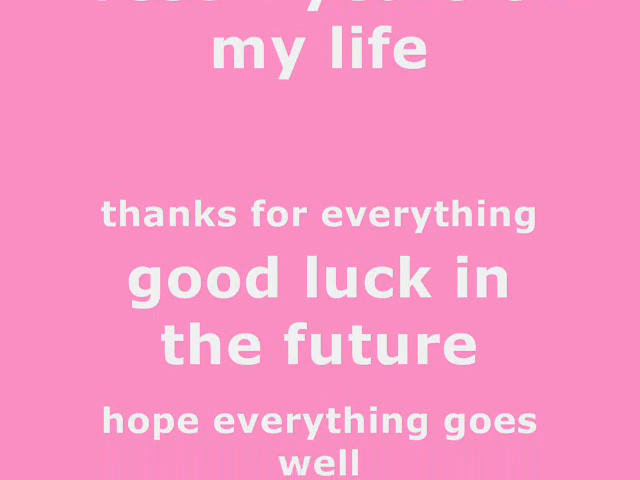 my life
thanks for everything
good luck in
the future
hope everything goes
well